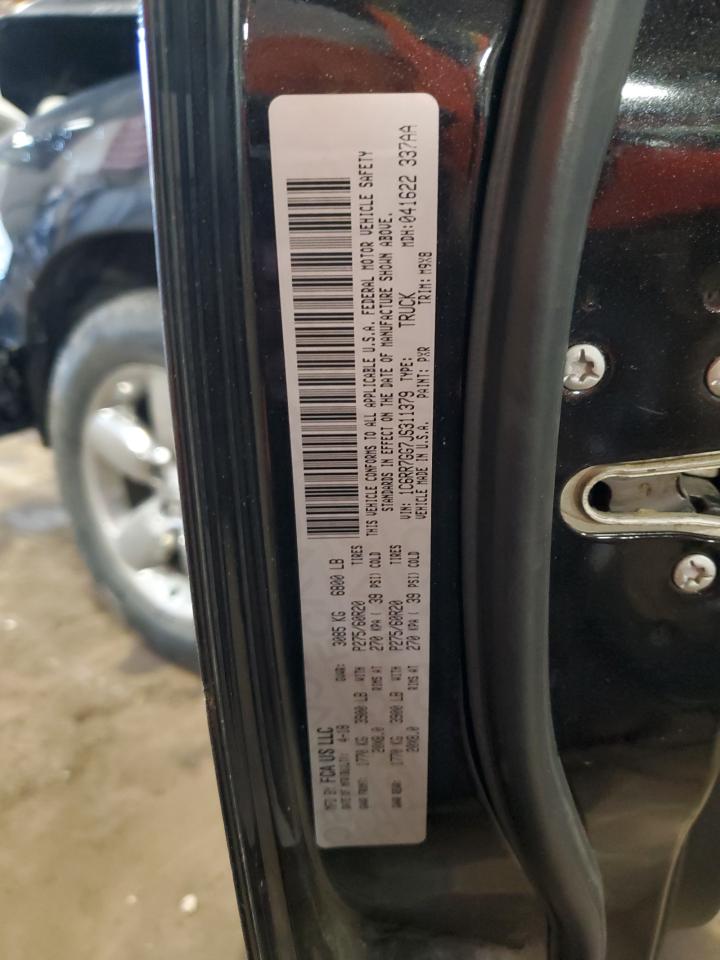 MFG BY: FCA US LLC
DATE OF MFR: 4-18 GVWR: 3085 KG 6800 LB
GAWR FRONT: 1770 KG 3900 LB WITH P275/60R20 TIRES
20X8.0 RIMS AT 270 KPA ( 39 PSI) COLD
GAWR REAR: 1770 KG 3900 LB WITH P275/60R20 TIRES
20X8.0 RIMS AT 270 KPA ( 39 PSI) COLD
THIS VEHICLE CONFORMS TO ALL APPLICABLE U.S.A. FEDERAL MOTOR VEHICLE SAFETY
STANDARDS IN EFFECT ON THE DATE OF MANUFACTURE SHOWN ABOVE.
VIN: 1C6RR7GG7JS311379 TYPE: TRUCK MDH:041622 337AA
VEHICLE MADE IN U.S.A. PAINT: PXR TRIM: M9X8